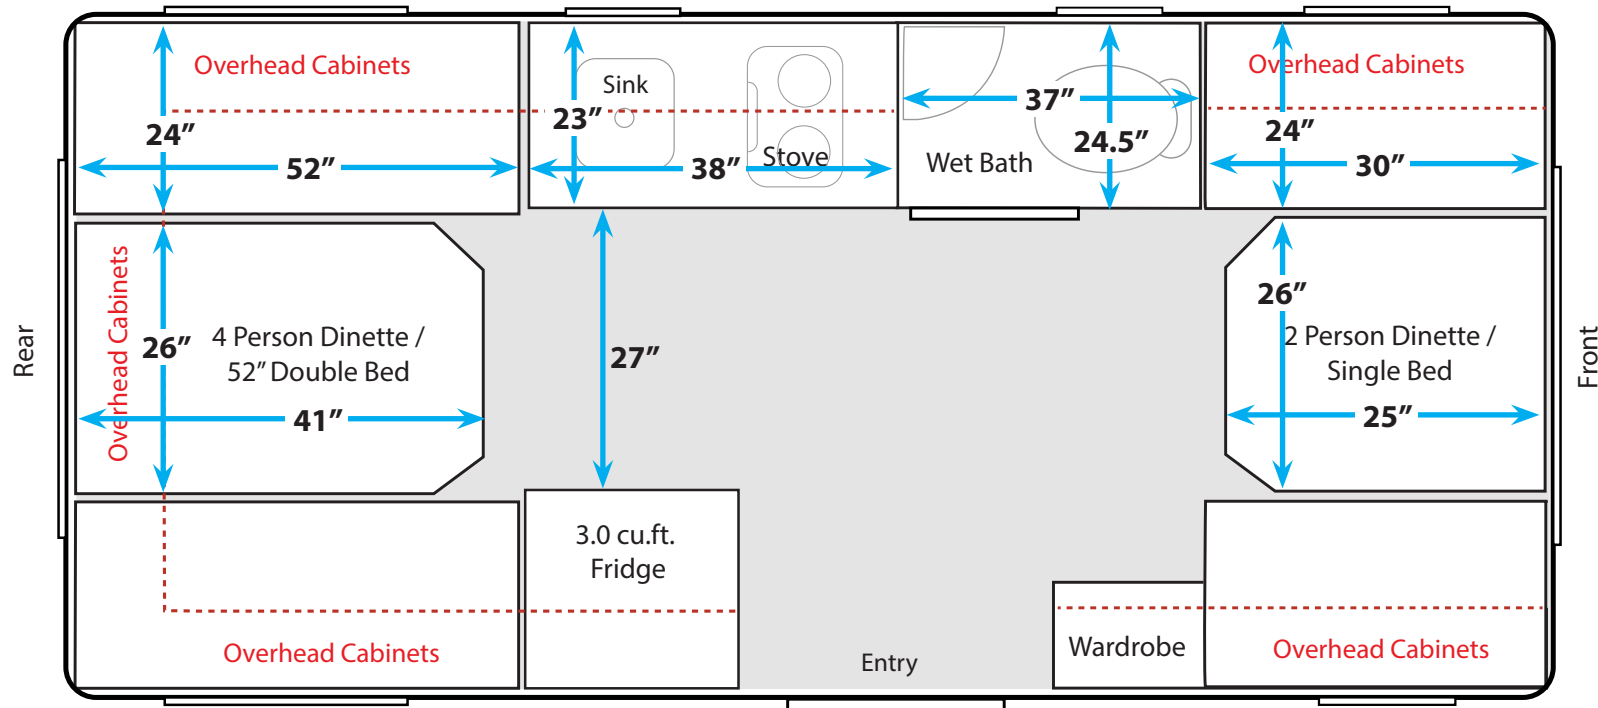 Overhead Cabinets
24”
52”
Sink
23”
38”
Stove
37”
24.5”
Wet Bath
Overhead Cabinets
24”
30”
Rear
Overhead Cabinets
26”
4 Person Dinette /
52” Double Bed
41”
27”
26”
2 Person Dinette /
Single Bed
25”
Front
3.0 cu.ft.
Fridge
Overhead Cabinets
Entry
Wardrobe
Overhead Cabinets